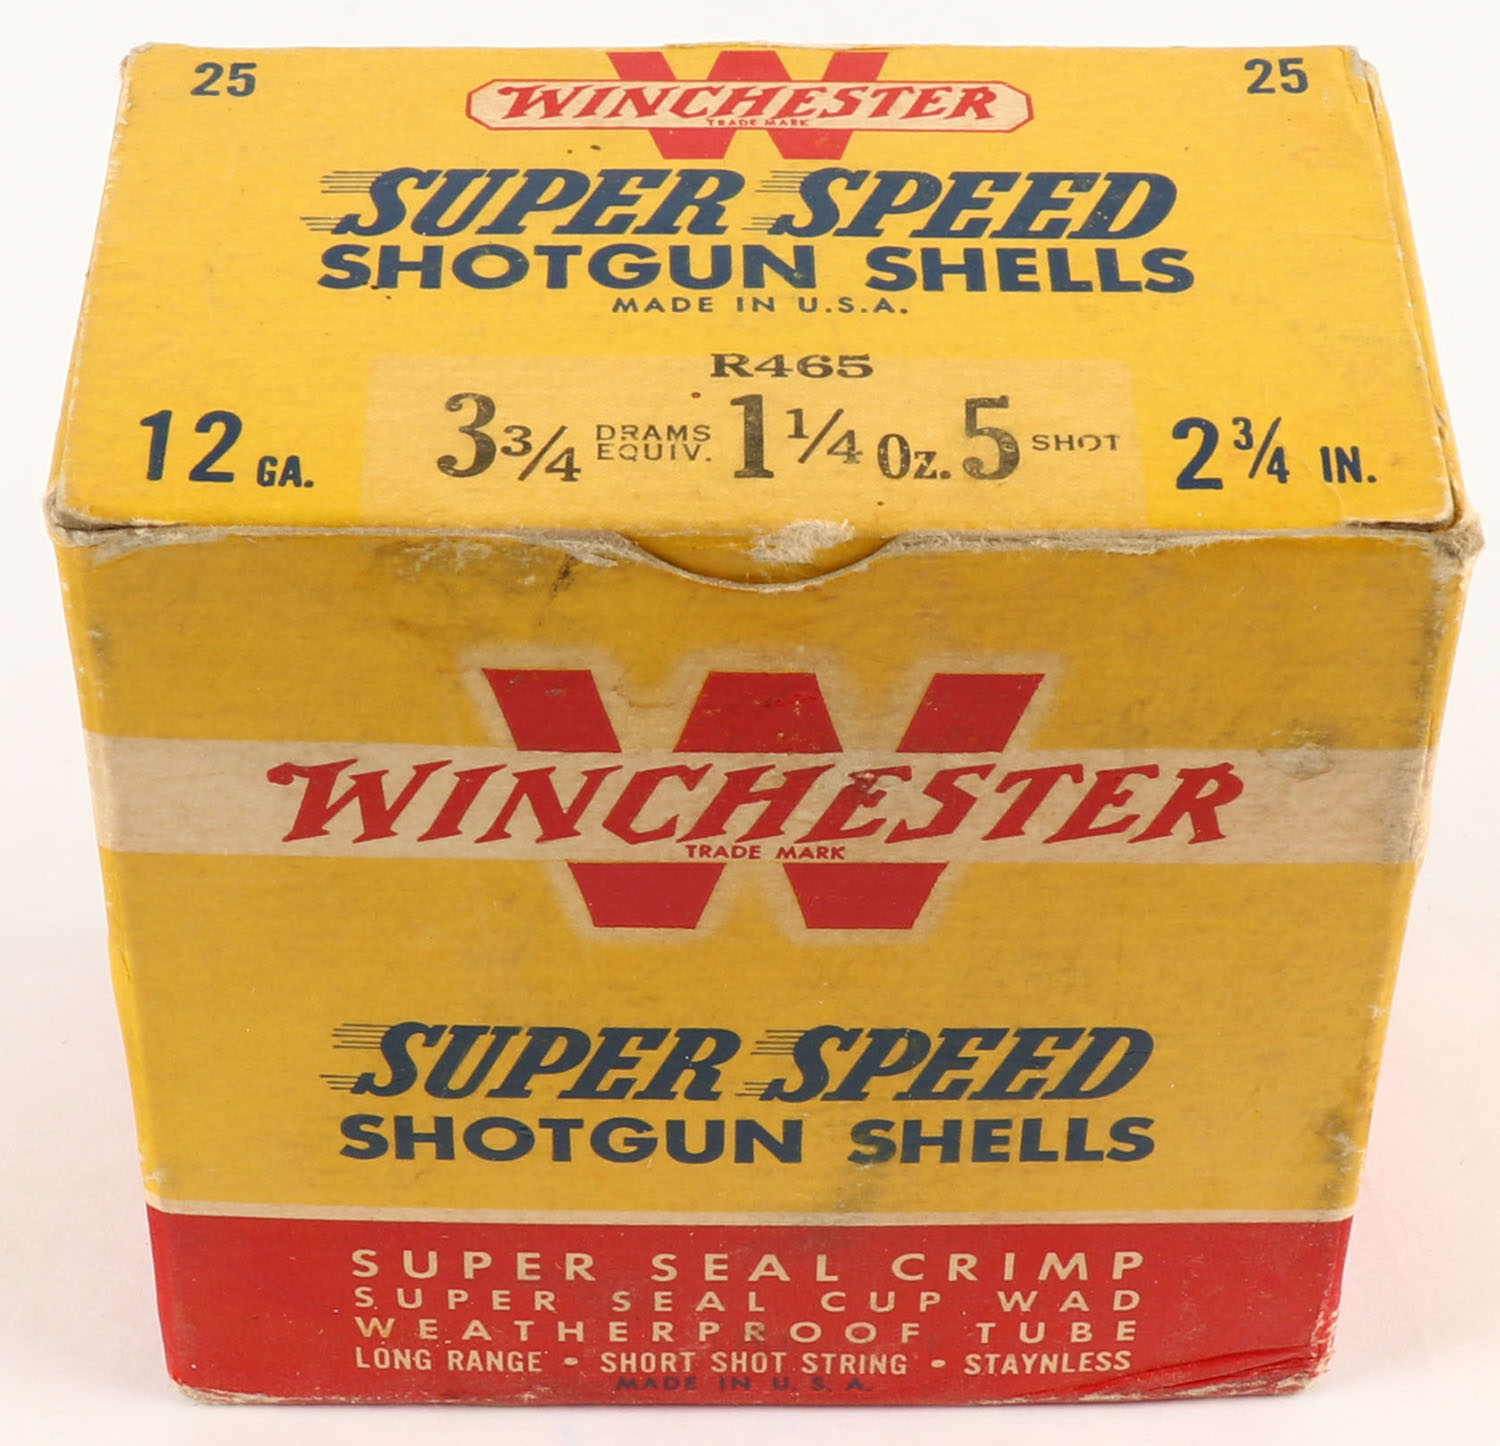 25 25
WINCHESTER
TRADE MARK
SUPER SPEED
SHOTGUN SHELLS
MADE IN U.S.A.
R465
12 GA. 3 3/4 DRAMS EQUIV. 1 1/4 Oz. 5 SHOT 2 3/4 IN.
WINCHESTER
TRADE MARK
SUPER SPEED
SHOTGUN SHELLS
SUPER SEAL CRIMP
SUPER SEAL CUP WAD
WEATHERPROOF TUBE
LONG RANGE • SHORT SHOT STRING • STAYNLESS
MADE IN U.S.A.